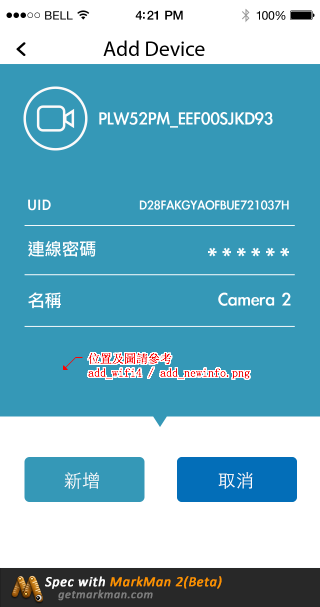 BELL 4:21 PM 100%
Add Device
PLW52PM_EEF00SJKD93
UID D28FAKGYAOFBUE721037H
連線密碼 ******
名稱 Camera 2
位置及圖請參考
add_wifi4 / add_newinfo.png
新增 取消
Spec with MarkMan 2(Beta)
getmarkman.com